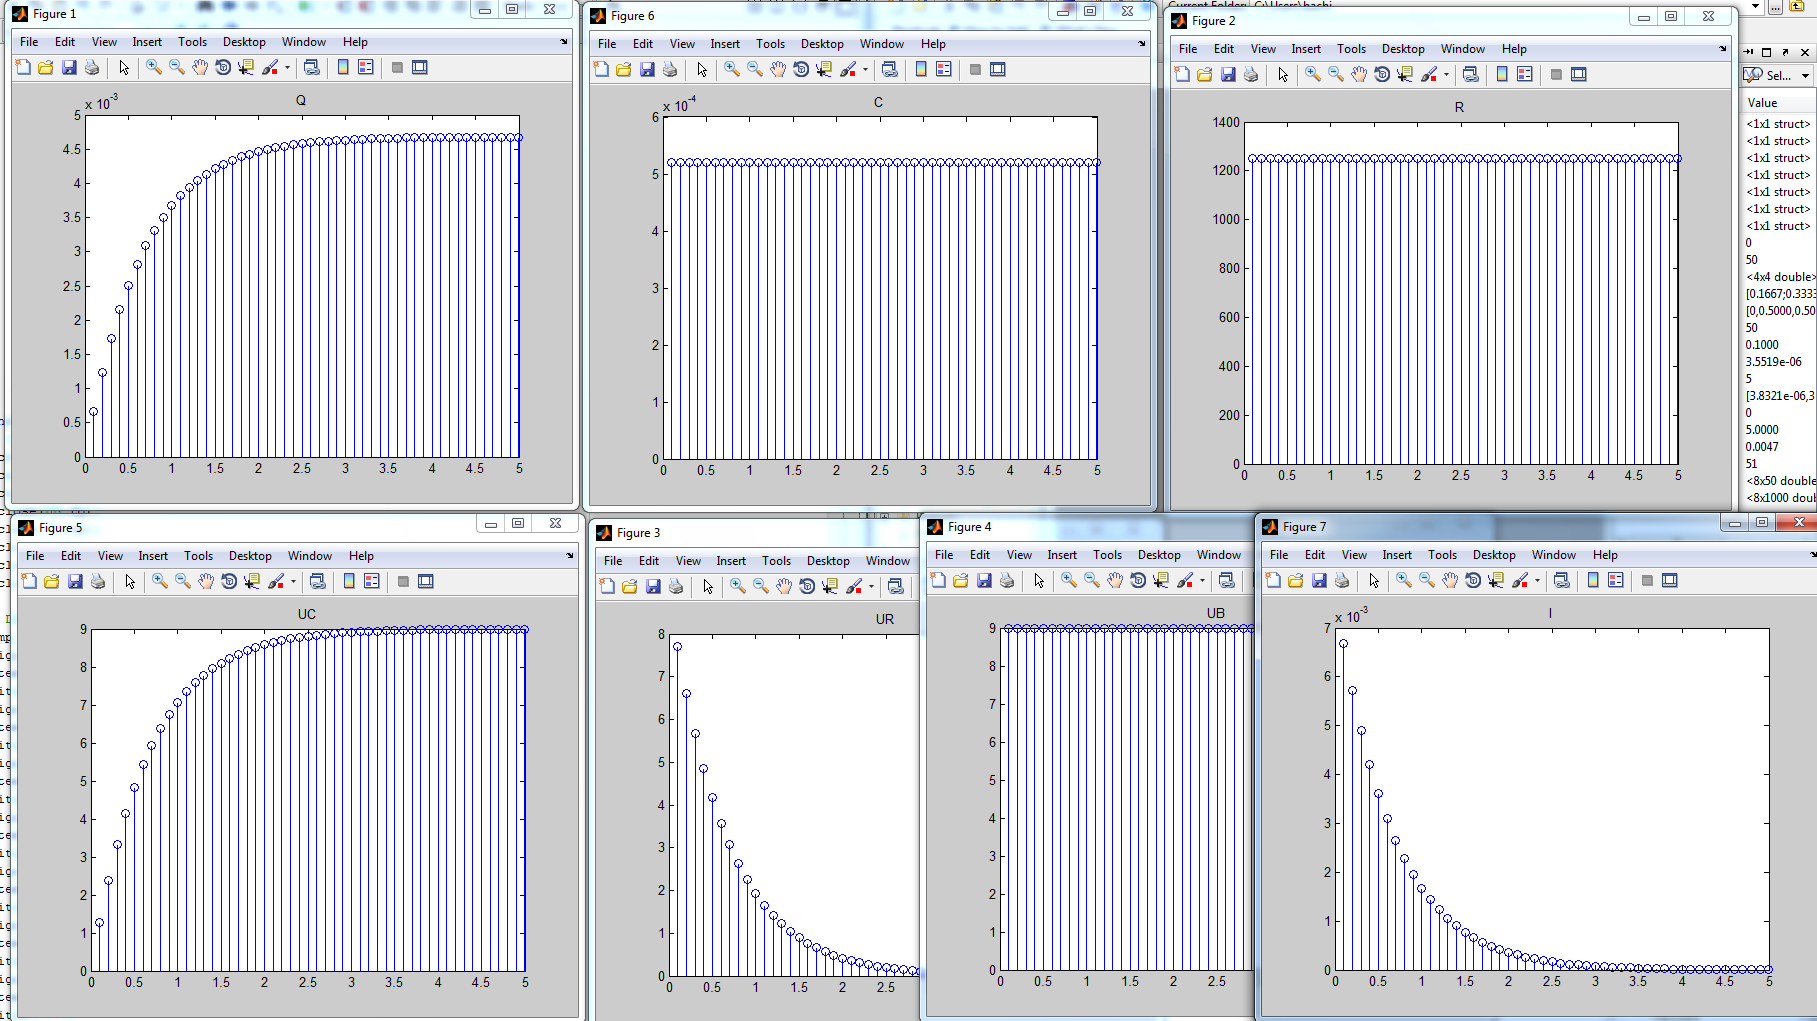 Figure 1
File Edit View Insert Tools Desktop Window Help
Q
x 10-3
5
4.5
4
3.5
3
2.5
2
1.5
1
0.5
0
0 0.5 1 1.5 2 2.5 3 3.5 4 4.5 5
Figure 6
File Edit View Insert Tools Desktop Window Help
C
x 10-4
6
5
4
3
2
1
0
0 0.5 1 1.5 2 2.5 3 3.5 4 4.5 5
Current Folder: C:\Users\
Figure 2
File Edit View Insert Tools Desktop Window Help
R
1400
1200
1000
800
600
400
200
0
0 0.5 1 1.5 2 2.5 3 3.5 4 4.5 5
Sel...
Value
<1x1 struct>
<1x1 struct>
<1x1 struct>
<1x1 struct>
<1x1 struct>
<1x1 struct>
<1x1 struct>
0
50
<4x4 double>
[0.1667;0.3333
[0,0.5000,0.50
50
0.1000
3.5519e-06
5
[3.8321e-06,3
0
5.0000
0.0047
51
<8x50 double
<8x1000 double
Figure 5
File Edit View Insert Tools Desktop Window Help
UC
9
8
7
6
5
4
3
2
1
0
0 0.5 1 1.5 2 2.5 3 3.5 4 4.5 5
Figure 3
File Edit View Insert Tools Desktop Window
UR
8
7
6
5
4
3
2
1
0
0 0.5 1 1.5 2 2.5
Figure 4
File Edit View Insert Tools Desktop Window
UB
9
8
7
6
5
4
3
2
1
0
0 0.5 1 1.5 2 2.5
Figure 7
File Edit View Insert Tools Desktop Window Help
I
x 10-3
7
6
5
4
3
2
1
0
0 0.5 1 1.5 2 2.5 3 3.5 4 4.5 5